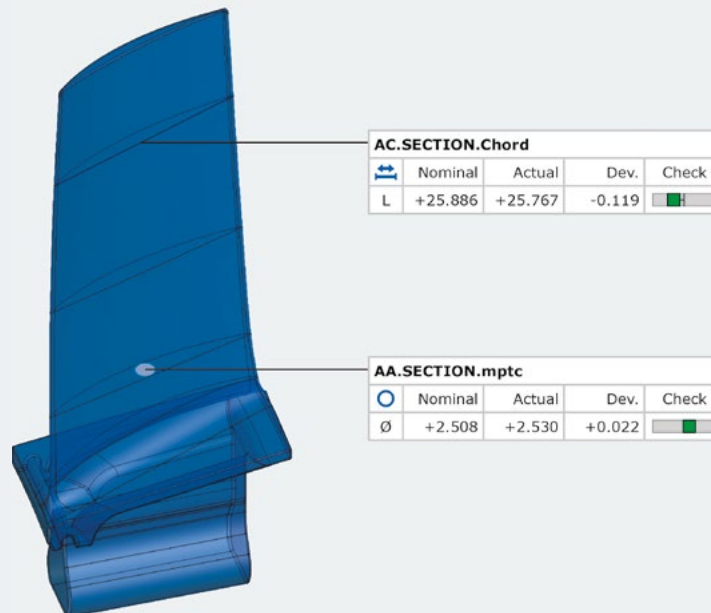 AC.SECTION.Chord
Nominal Actual Dev. Check
L +25.886 +25.767 -0.119
AA.SECTION.mptc
Nominal Actual Dev. Check
Ø +2.508 +2.530 +0.022